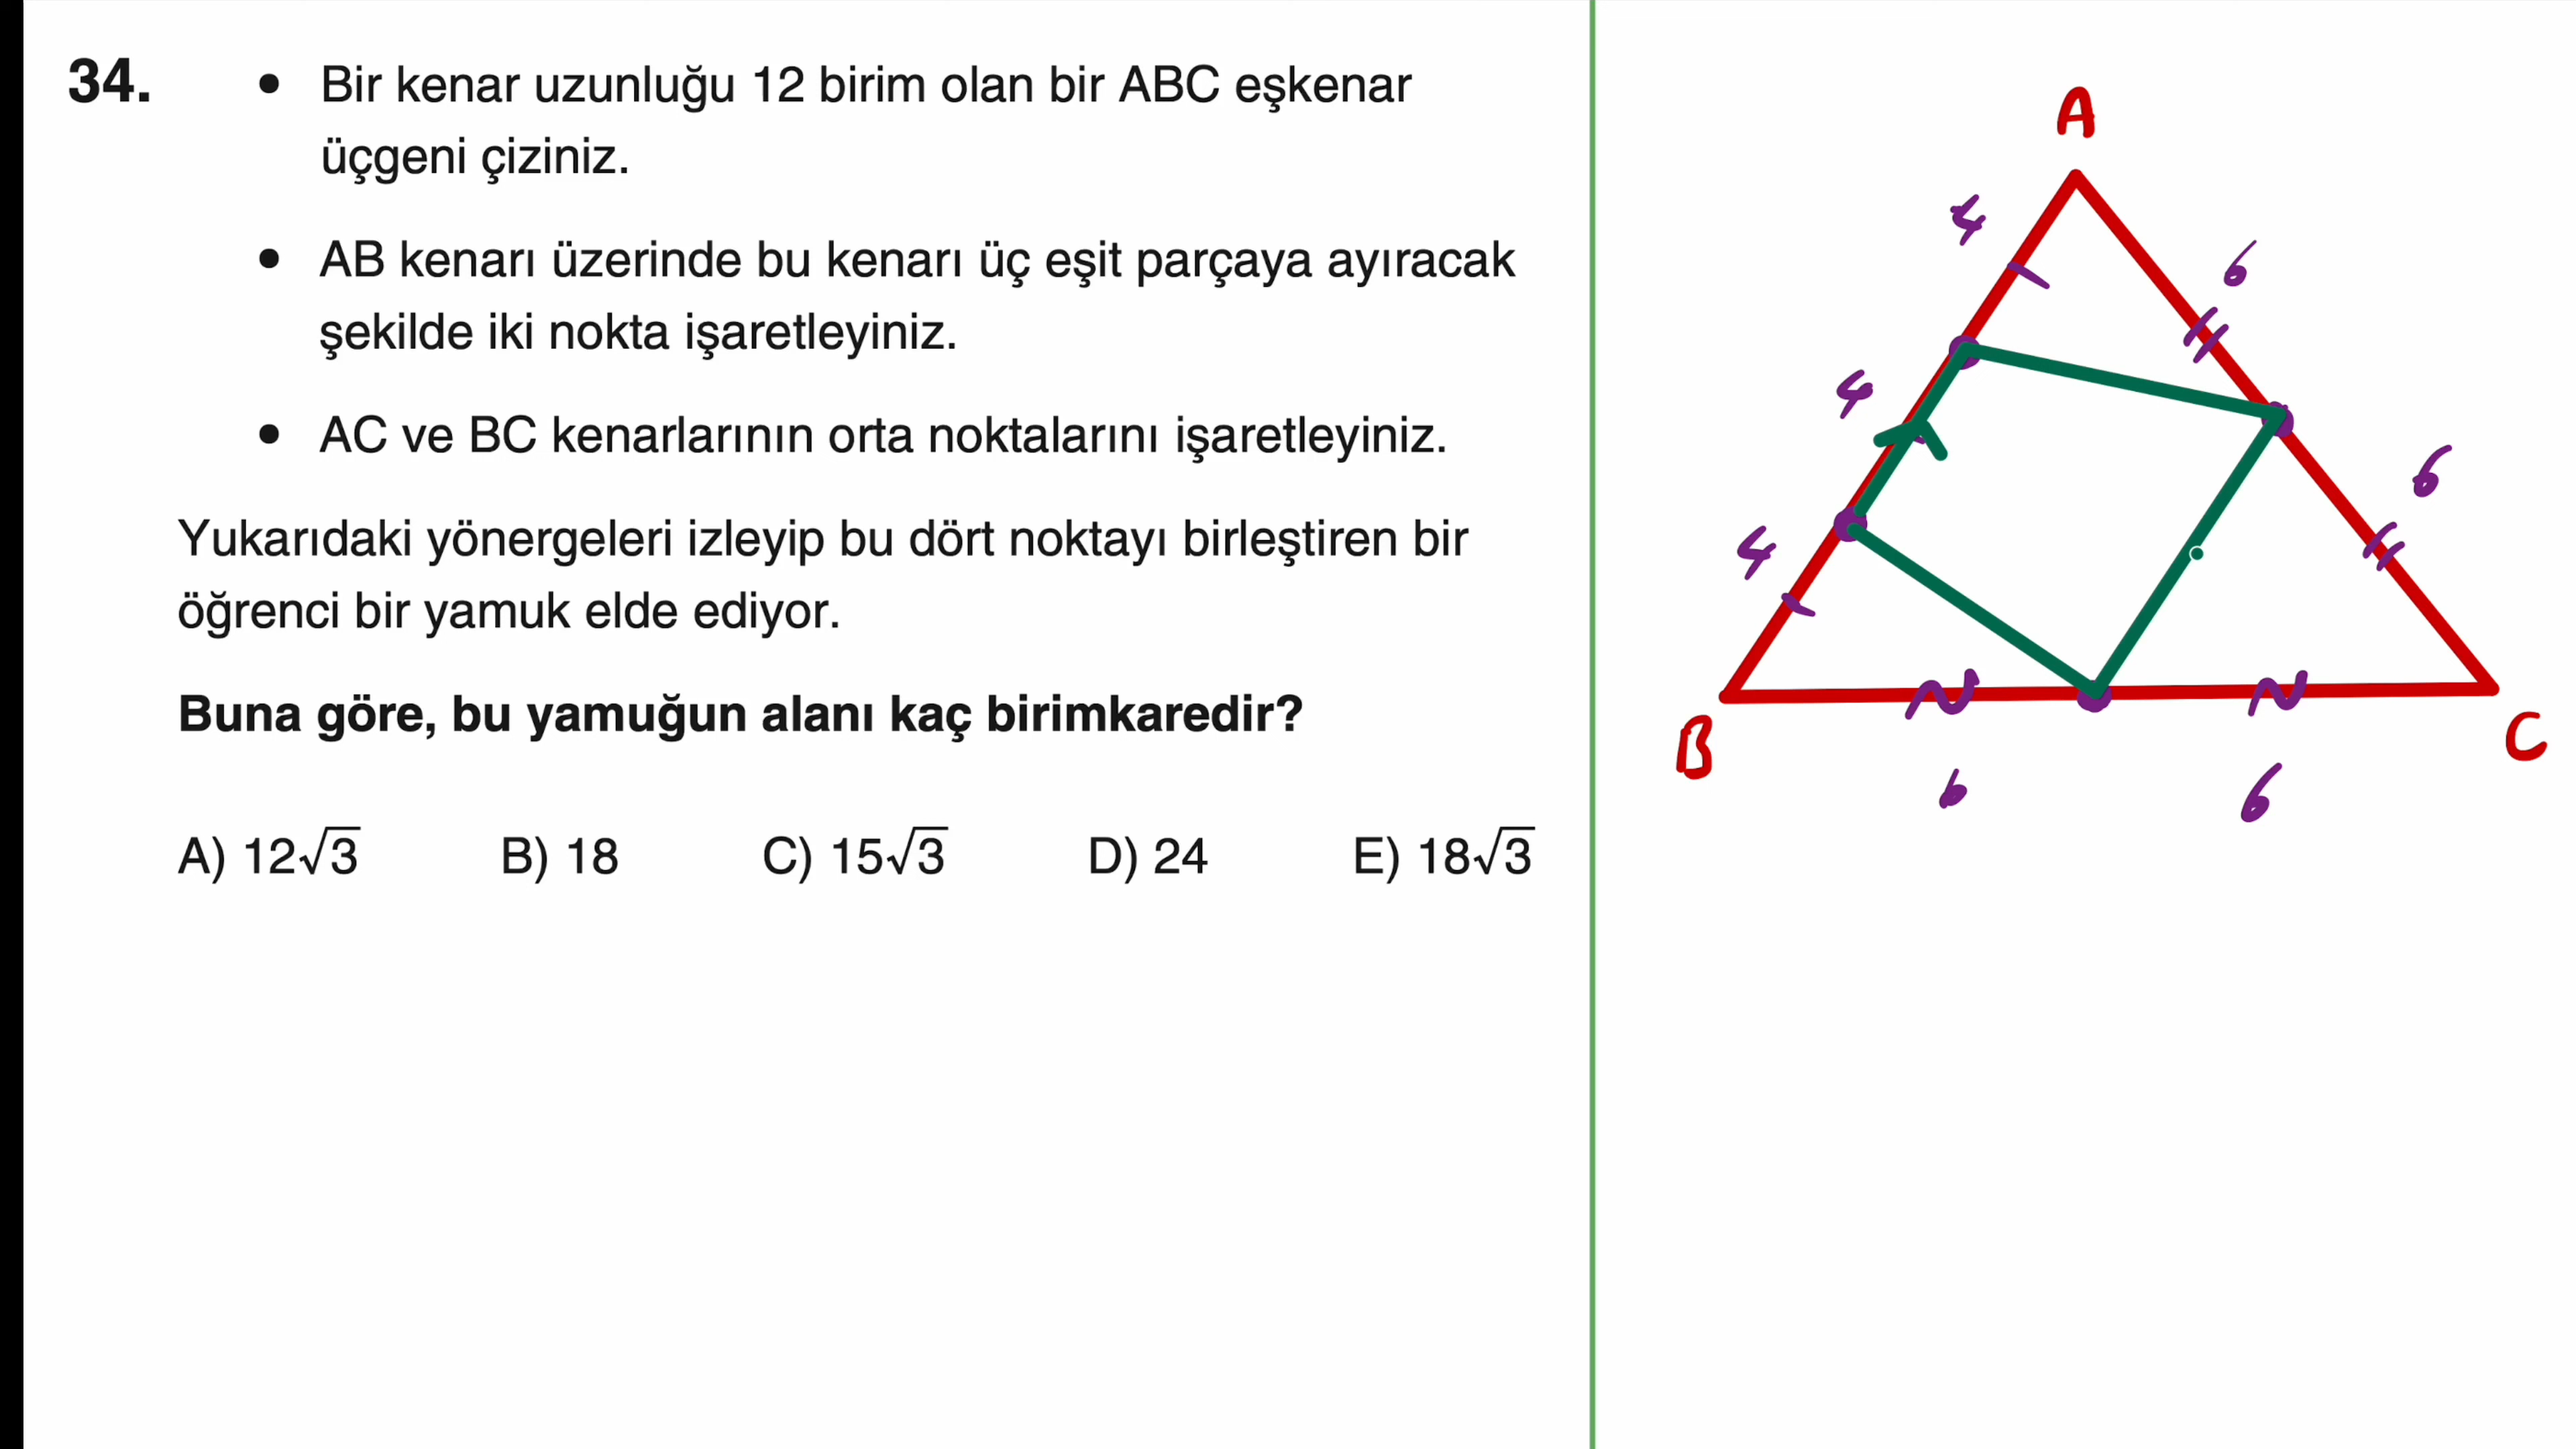 34. • Bir kenar uzunluğu 12 birim olan bir ABC eşkenar
üçgeni çiziniz.
• AB kenarı üzerinde bu kenarı üç eşit parçaya ayıracak
şekilde iki nokta işaretleyiniz.
• AC ve BC kenarlarının orta noktalarını işaretleyiniz.
Yukarıdaki yönergeleri izleyip bu dört noktayı birleştiren bir
öğrenci bir yamuk elde ediyor.
Buna göre, bu yamuğun alanı kaç birimkaredir?
A) 12√3 B) 18 C) 15√3 D) 24 E) 18√3
A
4
6
4
6
4
B
C
6
6